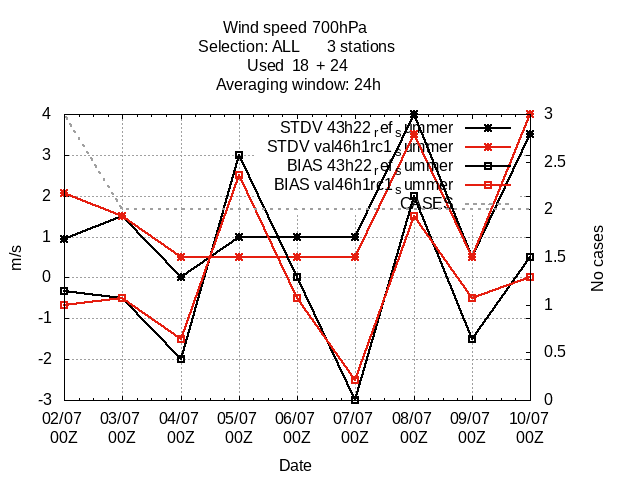 Wind speed 700hPa
Selection: ALL 3 stations
Used 18 + 24
Averaging window: 24h
STDV 43h22ref_summer
STDV val46h1rc1_summer
BIAS 43h22ref_summer
BIAS val46h1rc1_summer
CASES
4
3
2
1
0
-1
-2
-3
m/s
3
2.5
2
1.5
1
0.5
0
No cases
02/07 03/07 04/07 05/07 06/07 07/07 08/07 09/07 10/07
00Z 00Z 00Z 00Z 00Z 00Z 00Z 00Z 00Z
Date